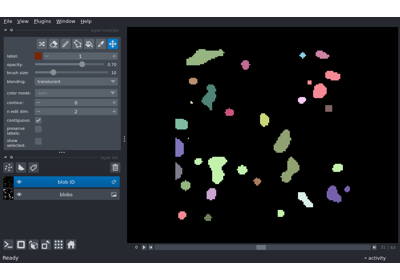 File View Plugins Window Help
label: 1
opacity: 0.70
brush size: 10
blending: translucent
color mode:
contour: 0
n edit dim: 2
contiguous:
preserve labels:
show selected:
blob ID
blobs
Ready
activity